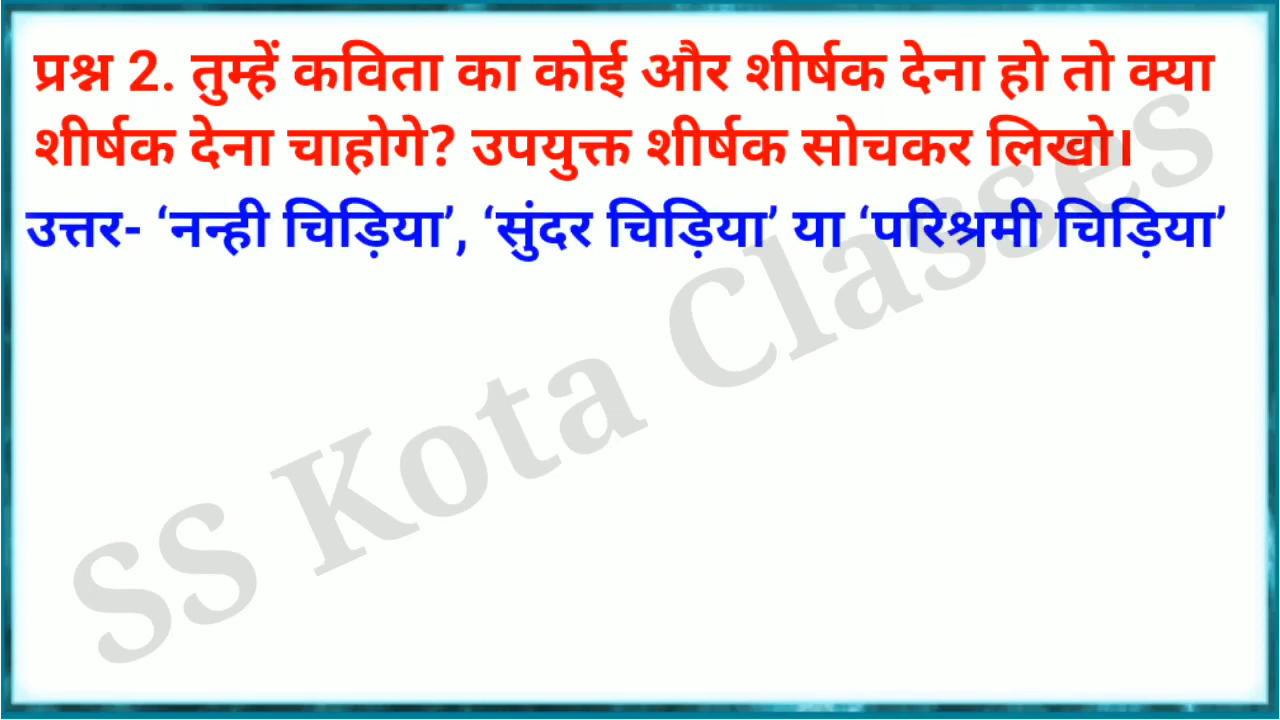 प्रश्न 2. तुम्हें कविता का कोई और शीर्षक देना हो तो क्या
शीर्षक देना चाहोगे? उपयुक्त शीर्षक सोचकर लिखो।
उत्तर- ‘नन्ही चिड़िया’, ‘सुंदर चिड़िया’ या ‘परिश्रमी चिड़िया’
SS Kota Classes